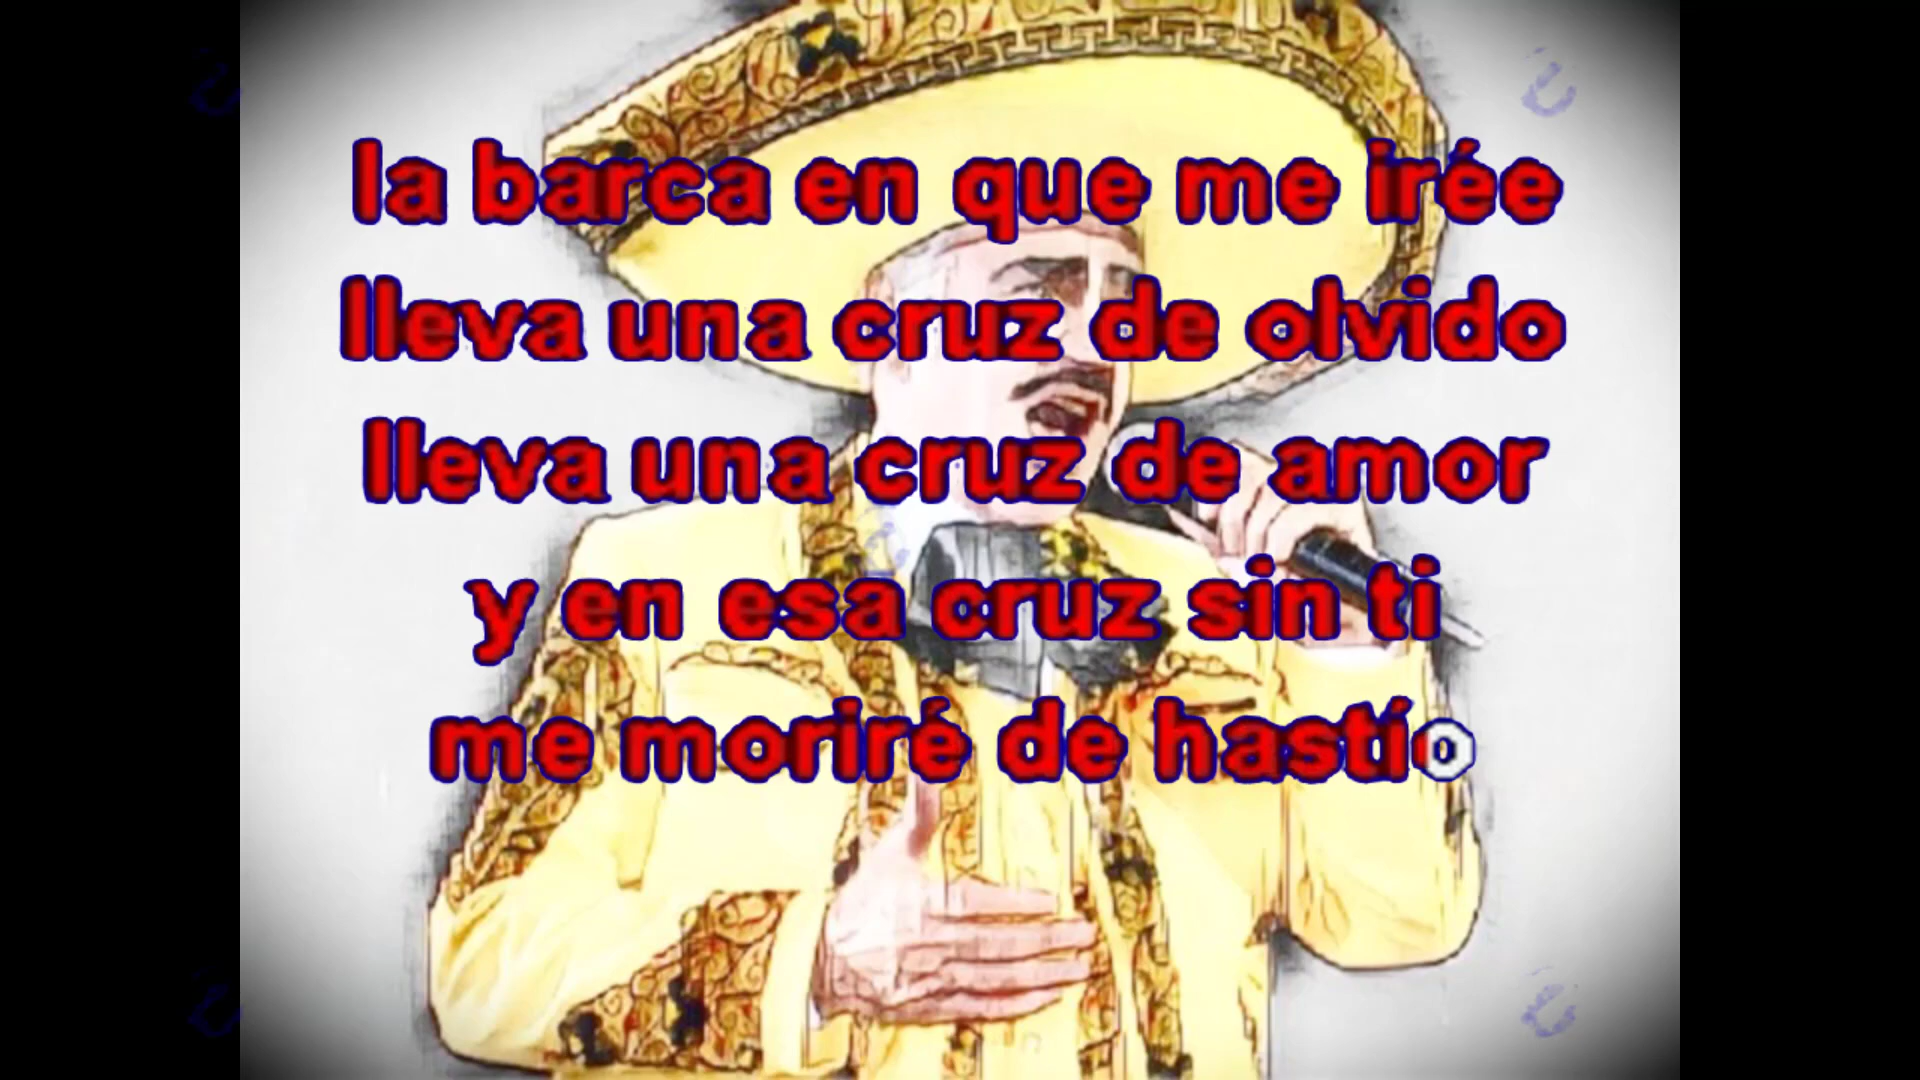 la barca en que me irée
lleva una cruz de olvido
lleva una cruz de amor
y en esa cruz sin ti
me moriré de hastío